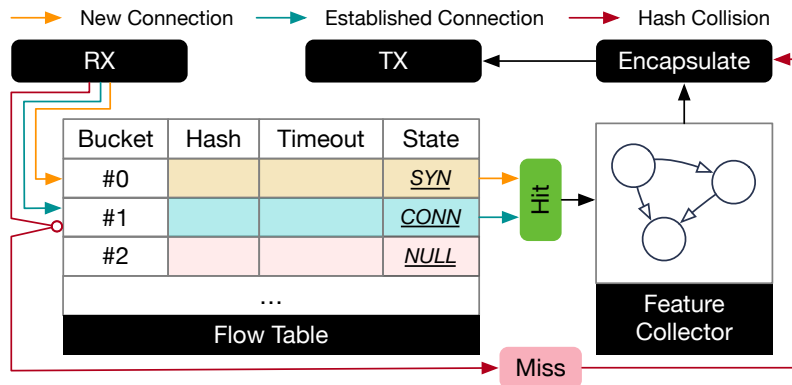 New Connection Established Connection Hash Collision
RX TX Encapsulate
Bucket Hash Timeout State
#0 SYN
#1 CONN
#2 NULL
...
Flow Table
Hit
Feature
Collector
Miss